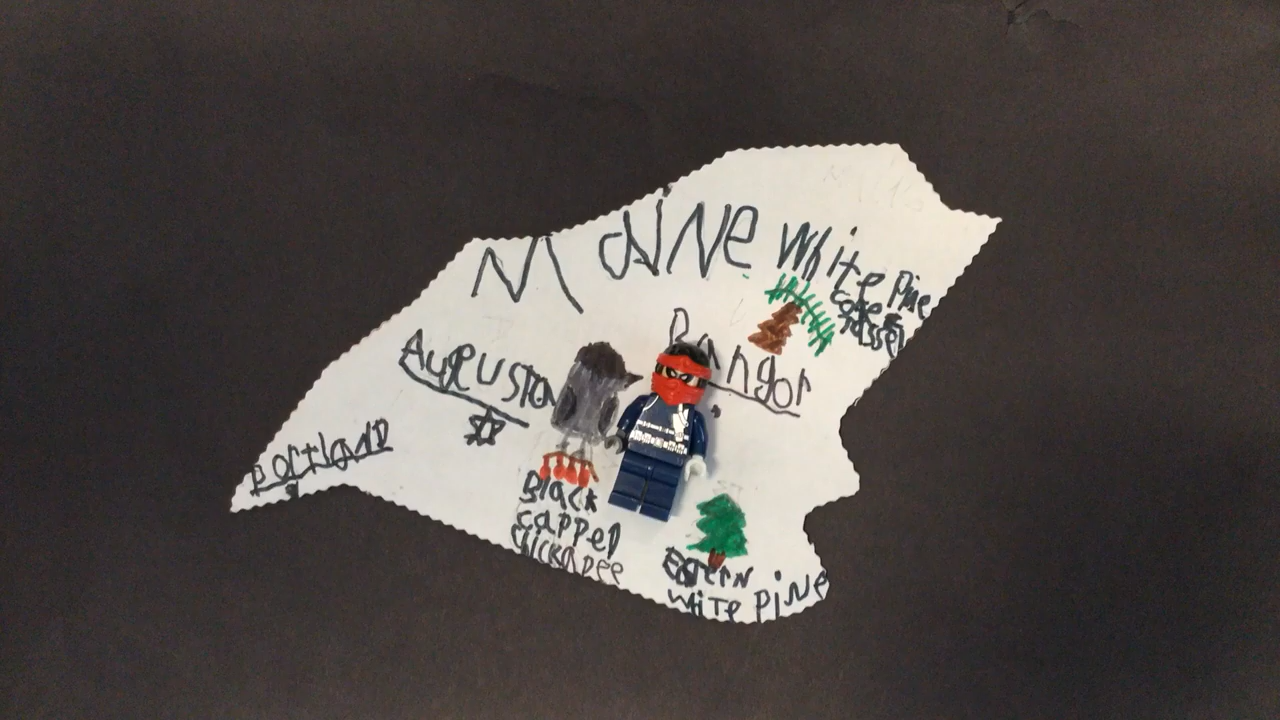 MaiNe
White Pine
cone &
Tassel
Bangor
Augusta
Portland
Black
cappeD
chickaDee
EasterN
white piNe